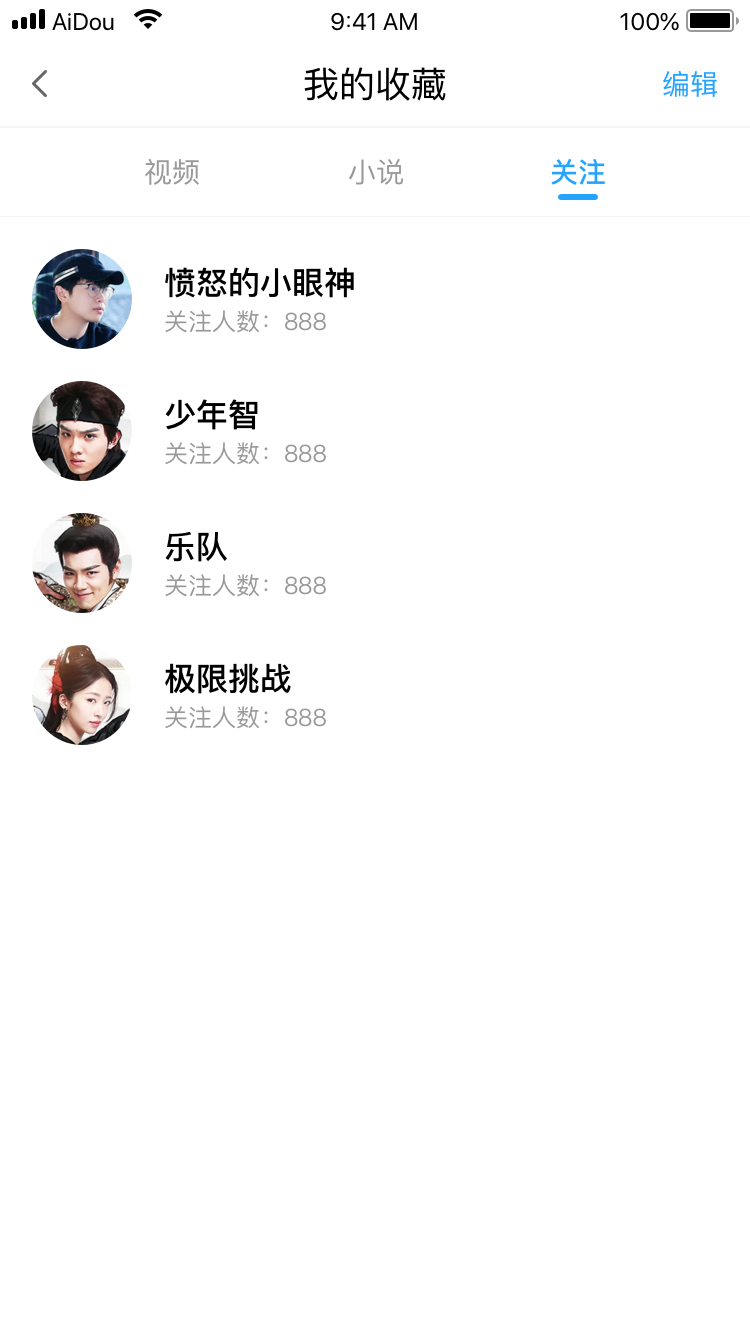 AiDou 9:41 AM 100%
我的收藏 编辑
视频 小说 关注
愤怒的小眼神
关注人数：888
少年智
关注人数：888
乐队
关注人数：888
极限挑战
关注人数：888